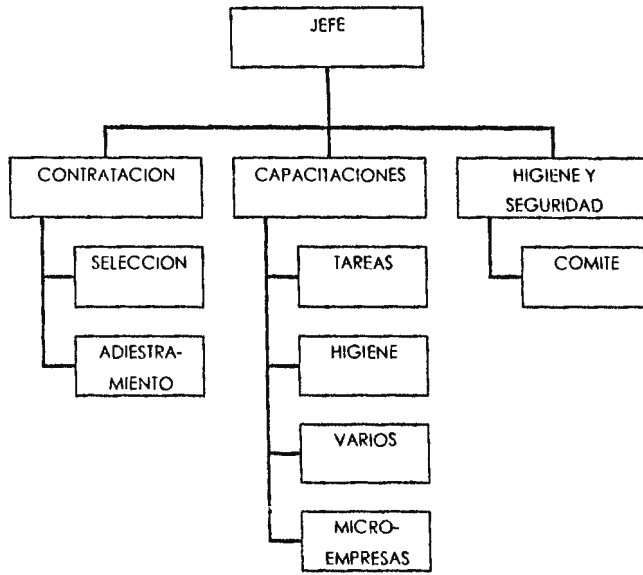 JEFE
CONTRATACION
SELECCION
ADIESTRA-
MIENTO
CAPACITACIONES
TAREAS
HIGIENE
VARIOS
MICRO-
EMPRESAS
HIGIENE Y
SEGURIDAD
COMITE